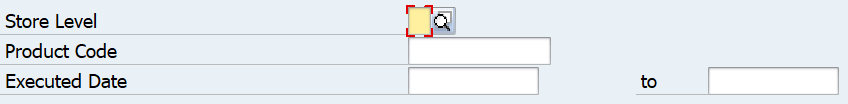 Store Level
Product Code
Executed Date to